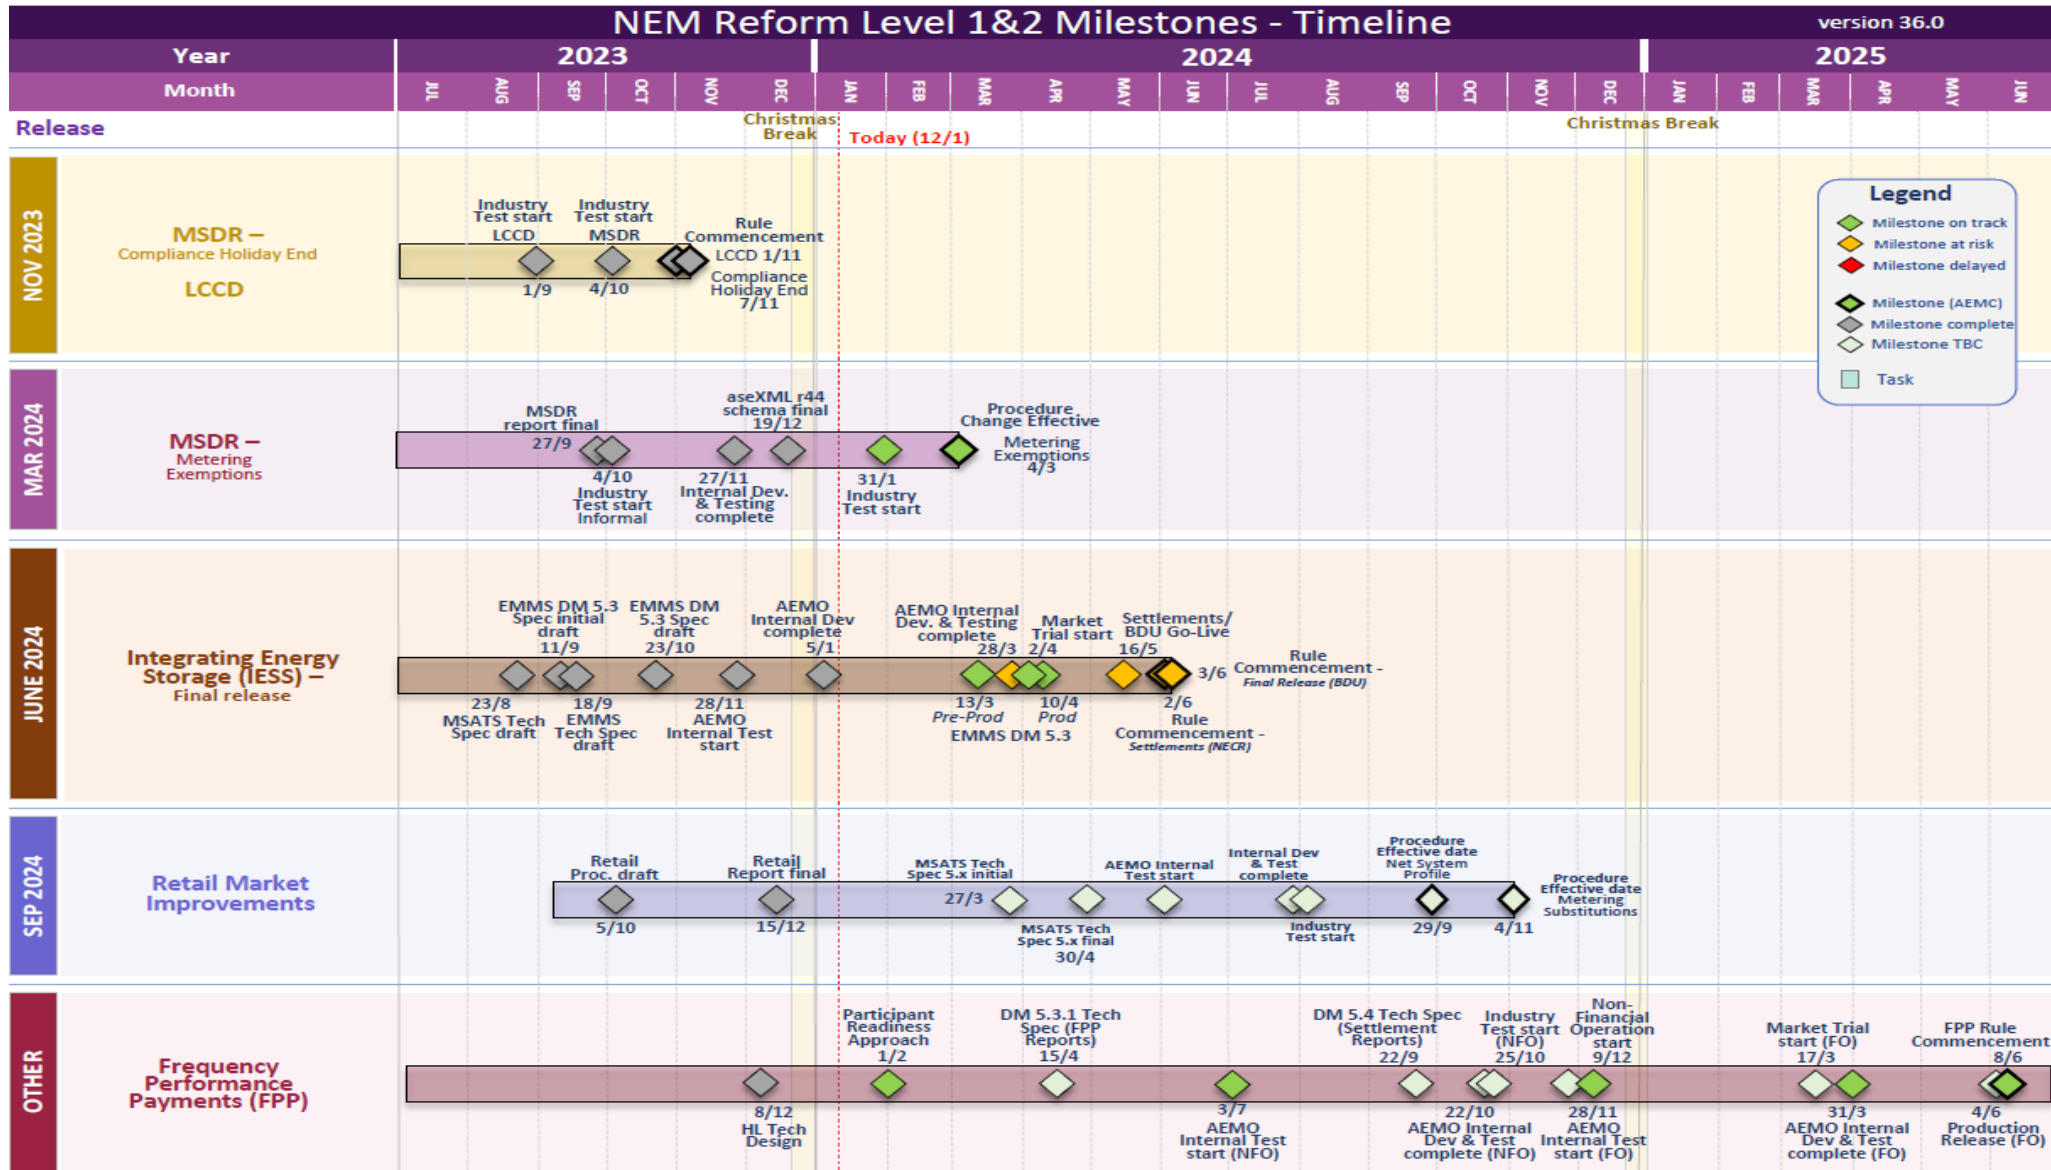 NEM Reform Level 1&2 Milestones - Timeline
version 36.0
Year
2023
2024
2025
Month
JUL AUG SEP OCT NOV DEC JAN FEB MAR APR MAY JUN JUL AUG SEP OCT NOV DEC JAN FEB MAR APR MAY JUN
Release
Christmas
Break
Today (12/1)
Christmas Break
Legend
Milestone on track
Milestone at risk
Milestone delayed
Milestone (AEMC)
Milestone complete
Milestone TBC
Task
NOV 2023
MSDR –
Compliance Holiday End
LCCD
Industry
Test start
LCCD
1/9
Industry
Test start
MSDR
4/10
Rule
Commencement
LCCD 1/11
Compliance
Holiday End
7/11
MAR 2024
MSDR –
Metering
Exemptions
MSDR
report final
27/9
4/10
Industry
Test start
Informal
27/11
Internal Dev.
& Testing
complete
aseXML r44
schema final
19/12
31/1
Industry
Test start
Procedure
Change Effective
Metering
Exemptions
4/3
JUNE 2024
Integrating Energy
Storage (IESS) –
Final release
23/8
MSATS Tech
Spec draft
EMMS DM 5.3
Spec initial
draft
11/9
18/9
EMMS
Tech Spec
draft
EMMS DM
5.3 Spec
draft
23/10
28/11
AEMO
Internal Test
start
AEMO
Internal Dev
complete
5/1
AEMO Internal
Dev. & Testing
complete
28/3
13/3
Pre-Prod
Market
Trial start
2/4
10/4
Prod
EMMS DM 5.3
Settlements/
BDU Go-Live
16/5
2/6
Rule
Commencement -
Settlements (NECR)
3/6
Rule
Commencement -
Final Release (BDU)
SEP 2024
Retail Market
Improvements
Retail
Proc. draft
5/10
Retail
Report final
15/12
MSATS Tech
Spec 5.x initial
27/3
MSATS Tech
Spec 5.x final
30/4
AEMO Internal
Test start
Internal Dev
& Test
complete
Industry
Test start
Procedure
Effective date
Net System
Profile
29/9
4/11
Procedure
Effective date
Metering
Substitutions
OTHER
Frequency
Performance
Payments (FPP)
8/12
HL Tech
Design
Participant
Readiness
Approach
1/2
DM 5.3.1 Tech
Spec (FPP
Reports)
15/4
3/7
AEMO
Internal Test
start (NFO)
DM 5.4 Tech Spec
(Settlement
Reports)
22/9
22/10
AEMO Internal
Dev & Test
complete (NFO)
Industry
Test start
(NFO)
25/10
28/11
AEMO
Internal Test
start (FO)
Non-
Financial
Operation
start
9/12
Market Trial
start (FO)
17/3
31/3
AEMO Internal
Dev & Test
complete (FO)
FPP Rule
Commencement
8/6
4/6
Production
Release (FO)